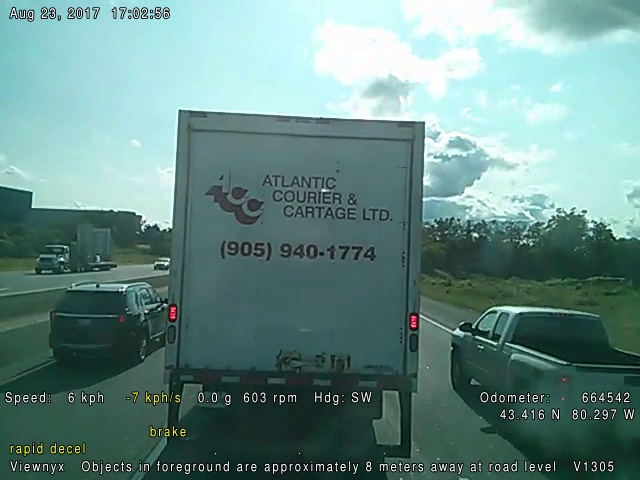 Aug 23, 2017 17:02:56
acc
ATLANTIC
COURIER &
CARTAGE LTD.
(905) 940-1774
Speed: 6 kph -7 kph/s 0.0 g 603 rpm Hdg: SW Odometer: 664542
43.416 N 80.297 W
brake
rapid decel
Viewnyx Objects in foreground are approximately 8 meters away at road level V1305